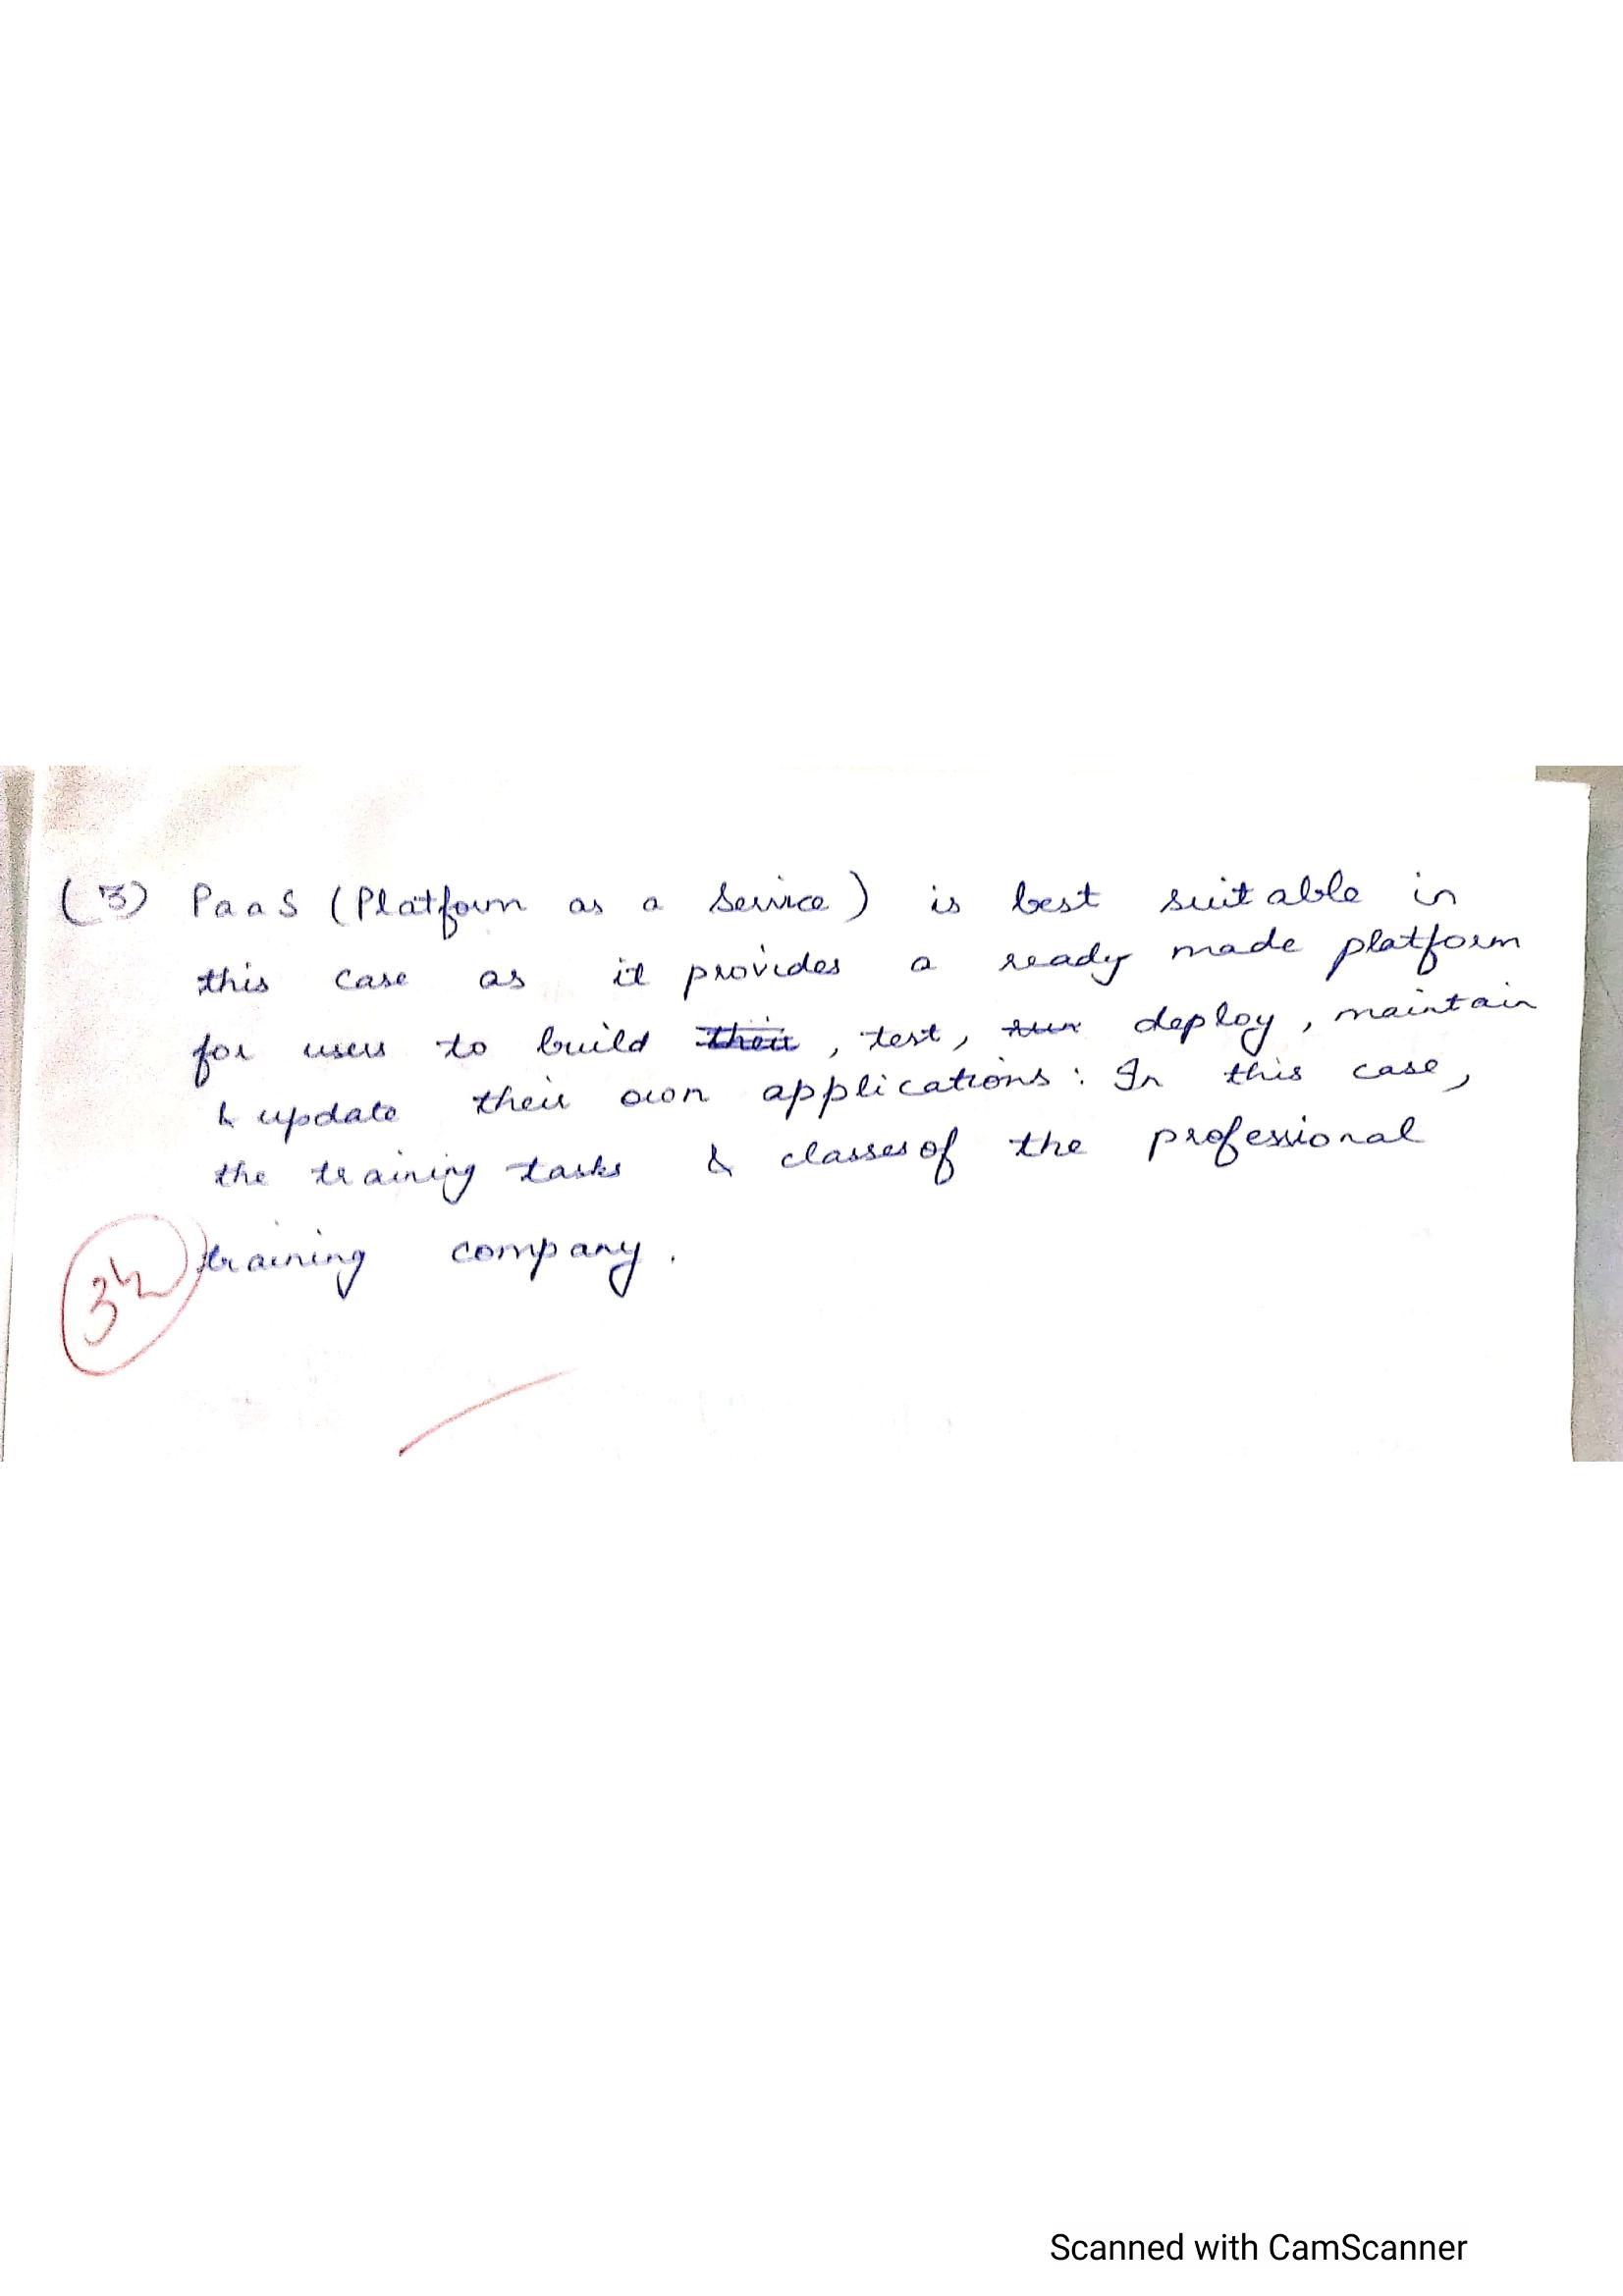 (3) PaaS (Platform as a Service) is best suitable in
this case as it provides a ready made platform
for users to build their, test, run deploy, maintain
& update their own applications. In this case,
the training tasks & classes of the professional
training company.
3½
Scanned with CamScanner